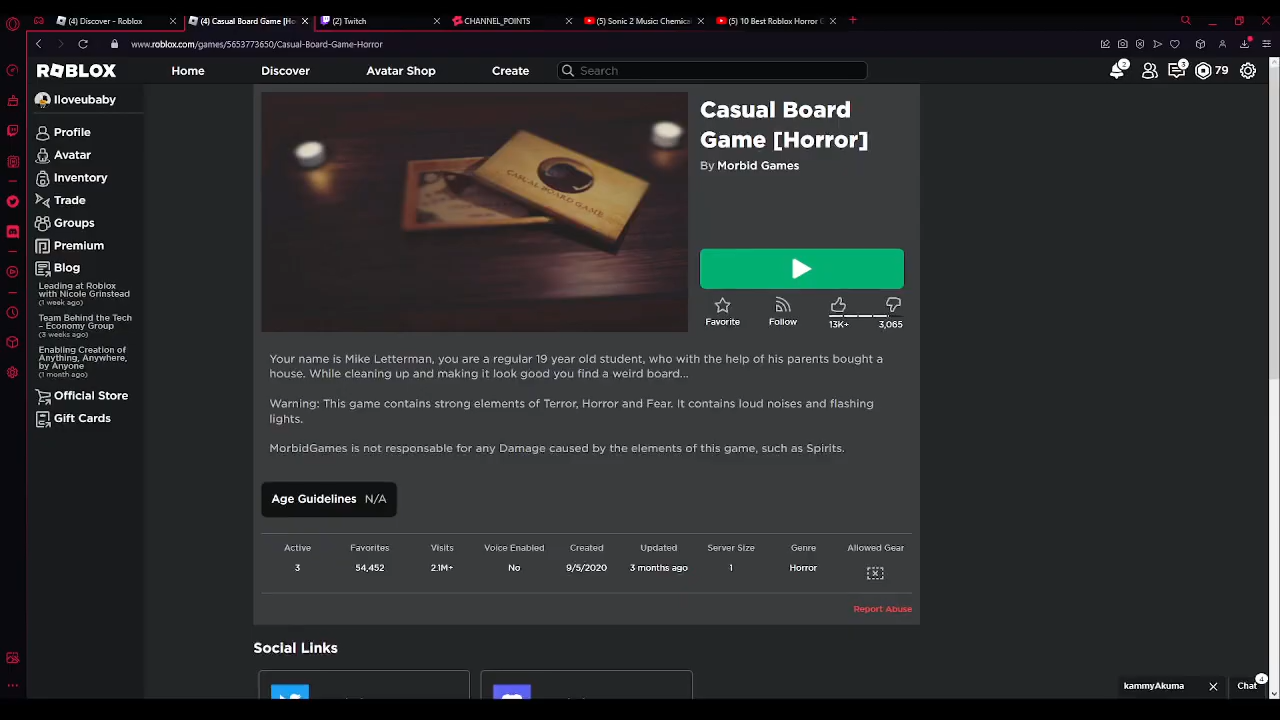 (4) Discover - Roblox
(4) Casual Board Game [Ho
(2) Twitch
CHANNEL_POINTS
(5) Sonic 2 Music: Chemical
(5) 10 Best Roblox Horror G
www.roblox.com/games/5653773650/Casual-Board-Game-Horror
ROBLOX
Home
Discover
Avatar Shop
Create
Search
2
3
79
Iloveubaby
Profile
Avatar
Inventory
Trade
Groups
Premium
Blog
Leading at Roblox
with Nicole Grinstead
(1 week ago)
Team Behind the Tech
– Economy Group
(3 weeks ago)
Enabling Creation of
Anything, Anywhere,
by Anyone
(1 month ago)
Official Store
Gift Cards
CASUAL BOARD GAME
Casual Board
Game [Horror]
By Morbid Games
Favorite
Follow
13K+
3,065
Your name is Mike Letterman, you are a regular 19 year old student, who with the help of his parents bought a
house. While cleaning up and making it look good you find a weird board...
Warning: This game contains strong elements of Terror, Horror and Fear. It contains loud noises and flashing
lights.
MorbidGames is not responsable for any Damage caused by the elements of this game, such as Spirits.
Age Guidelines N/A
Active Favorites Visits Voice Enabled Created Updated Server Size Genre Allowed Gear
3 54,452 2.1M+ No 9/5/2020 3 months ago 1 Horror
Report Abuse
Social Links
kammyAkuma
Chat
4